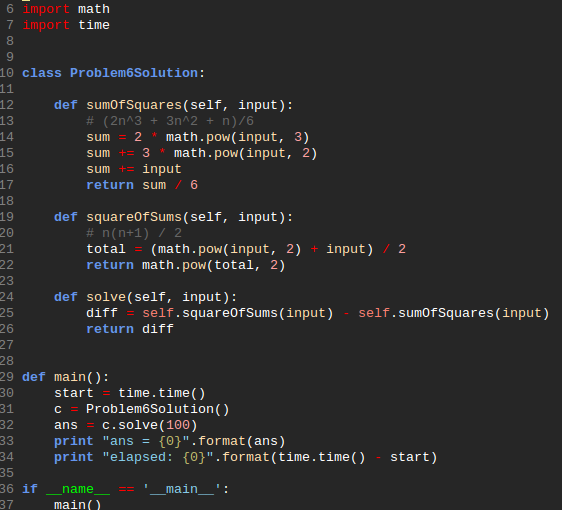 6 import math
7 import time
8
9
10 class Problem6Solution:
11
12     def sumOfSquares(self, input):
13         # (2n^3 + 3n^2 + n)/6
14         sum = 2 * math.pow(input, 3)
15         sum += 3 * math.pow(input, 2)
16         sum += input
17         return sum / 6
18
19     def squareOfSums(self, input):
20         # n(n+1) / 2
21         total = (math.pow(input, 2) + input) / 2
22         return math.pow(total, 2)
23
24     def solve(self, input):
25         diff = self.squareOfSums(input) - self.sumOfSquares(input)
26         return diff
27
28
29 def main():
30     start = time.time()
31     c = Problem6Solution()
32     ans = c.solve(100)
33     print "ans = {0}".format(ans)
34     print "elapsed: {0}".format(time.time() - start)
35
36 if __name__ == '__main__':
37     main()